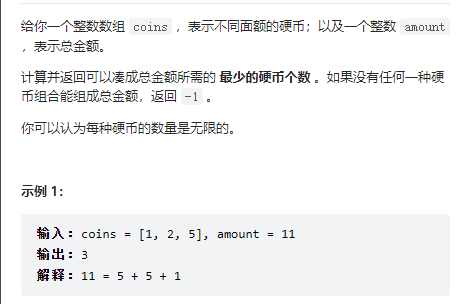 给你一个整数数组 coins ，表示不同面额的硬币；以及一个整数 amount
，表示总金额。
计算并返回可以凑成总金额所需的 最少的硬币个数 。如果没有任何一种硬
币组合能组成总金额，返回 -1 。
你可以认为每种硬币的数量是无限的。
示例 1：
输入：coins = [1, 2, 5], amount = 11
输出：3
解释：11 = 5 + 5 + 1